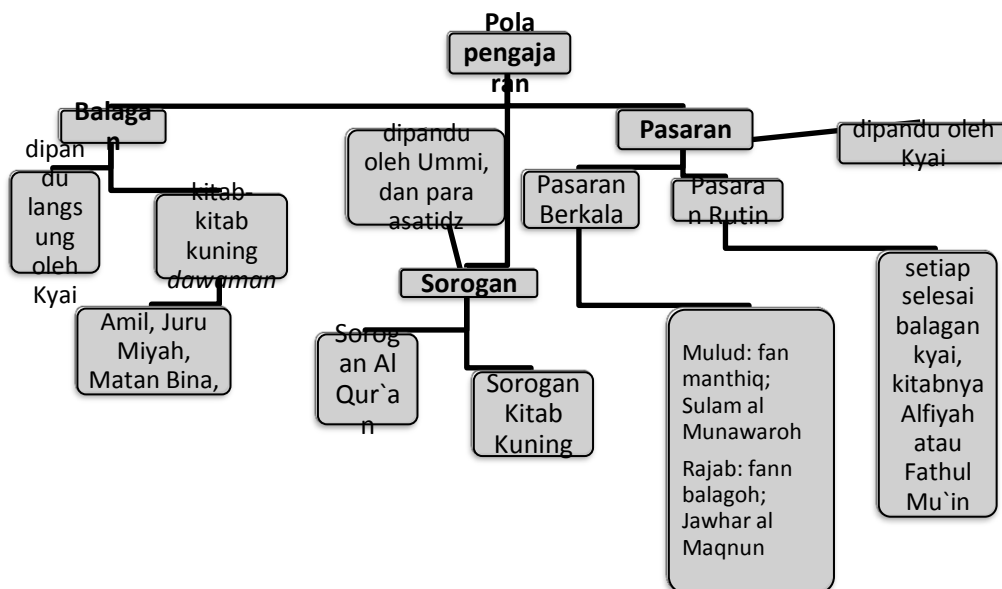 Pola
pengaja
ran
Balaga
n
dipan
du
langs
ung
oleh
Kyai
kitab-
kitab
kuning
dawaman
Amil, Juru
Miyah,
Matan Bina,
dipandu
oleh Ummi,
dan para
asatidz
Sorogan
Sorog
an Al
Qur`a
n
Sorogan
Kitab
Kuning
Pasaran
dipandu oleh
Kyai
Pasaran
Berkala
Pasara
n Rutin
Mulud: fan
manthiq;
Sulam al
Munawaroh
Rajab: fann
balagoh;
Jawhar al
Maqnun
setiap
selesai
balagan
kyai,
kitabnya
Alfiyah
atau
Fathul
Mu`in